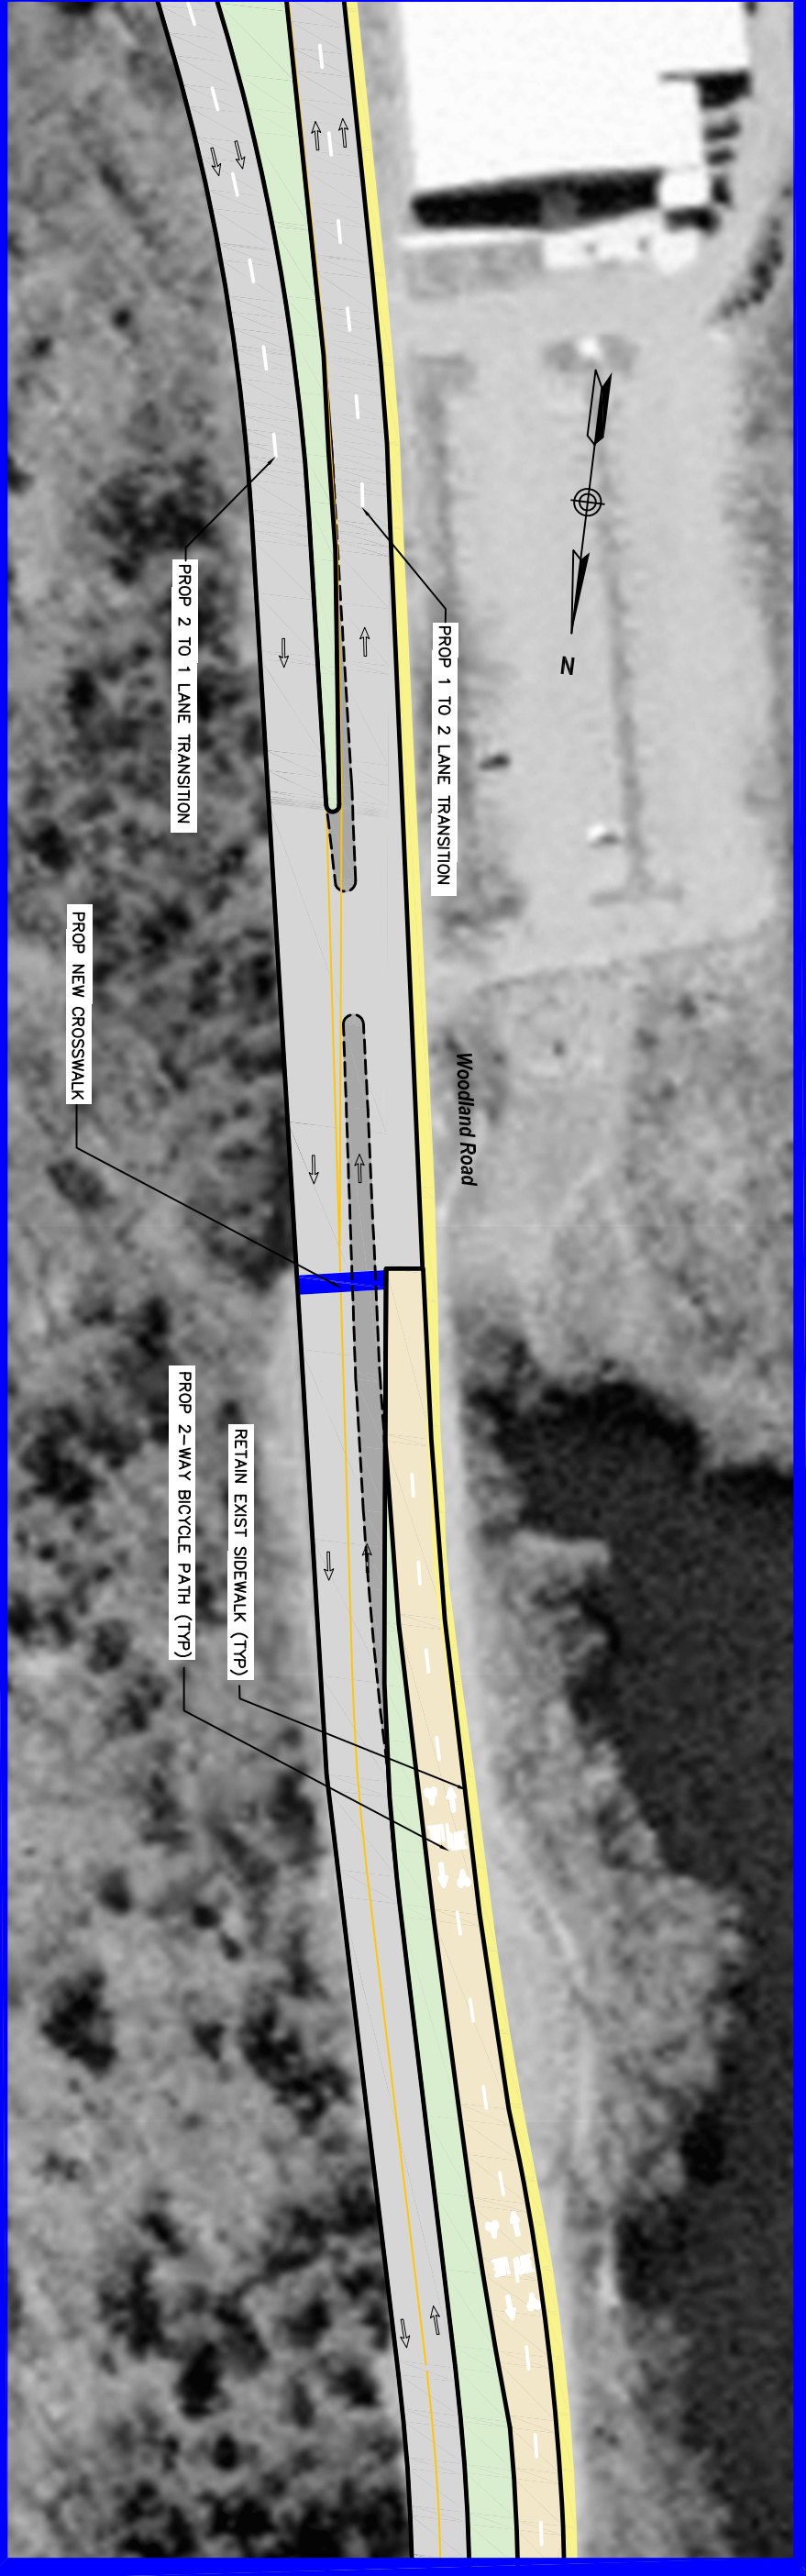 PROP 2 TO 1 LANE TRANSITION
PROP 1 TO 2 LANE TRANSITION
N
PROP NEW CROSSWALK
Woodland Road
PROP 2-WAY BICYCLE PATH (TYP)
RETAIN EXIST SIDEWALK (TYP)